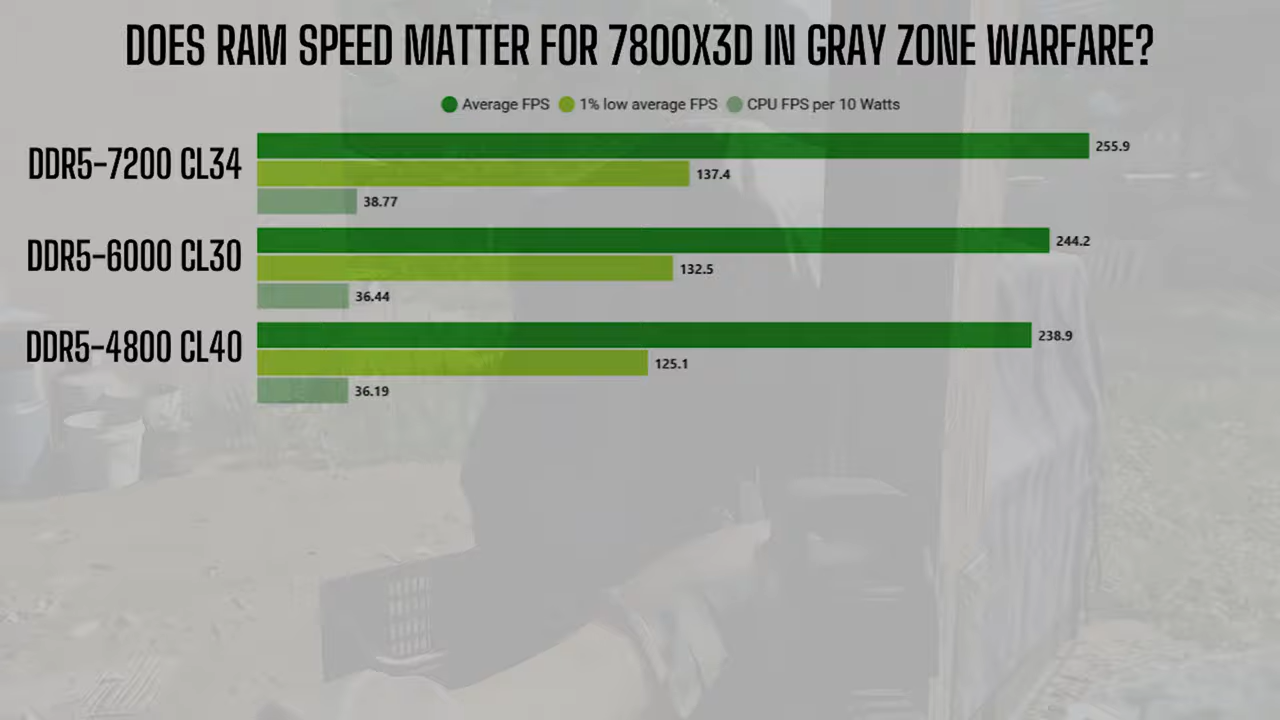 DOES RAM SPEED MATTER FOR 7800X3D IN GRAY ZONE WARFARE?
Average FPS 1% low average FPS CPU FPS per 10 Watts
DDR5-7200 CL34
255.9
137.4
38.77
DDR5-6000 CL30
244.2
132.5
36.44
DDR5-4800 CL40
238.9
125.1
36.19